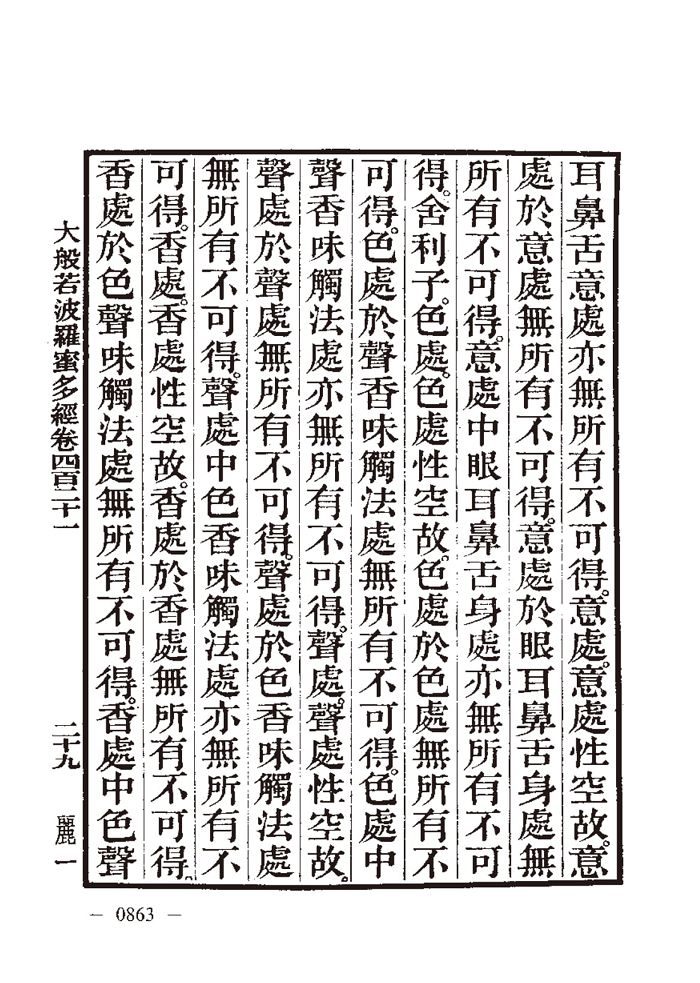 耳鼻舌意處亦無所有不可得。意處。意處性空故。意
處於意處無所有不可得。意處於眼耳鼻舌身處無
所有不可得。意處中眼耳鼻舌身處亦無所有不可
得。舍利子。色處。色處性空故。色處於色處無所有不
可得。色處於聲香味觸法處無所有不可得。色處中
聲香味觸法處亦無所有不可得。聲處。聲處性空故。
聲處於聲處無所有不可得。聲處於色香味觸法處
無所有不可得。聲處中色香味觸法處亦無所有不
可得。香處。香處性空故。香處於香處無所有不可得。
香處於色聲味觸法處無所有不可得。香處中色聲
大般若波羅蜜多經卷四百二十一 二十九 麗一
— 0863 —